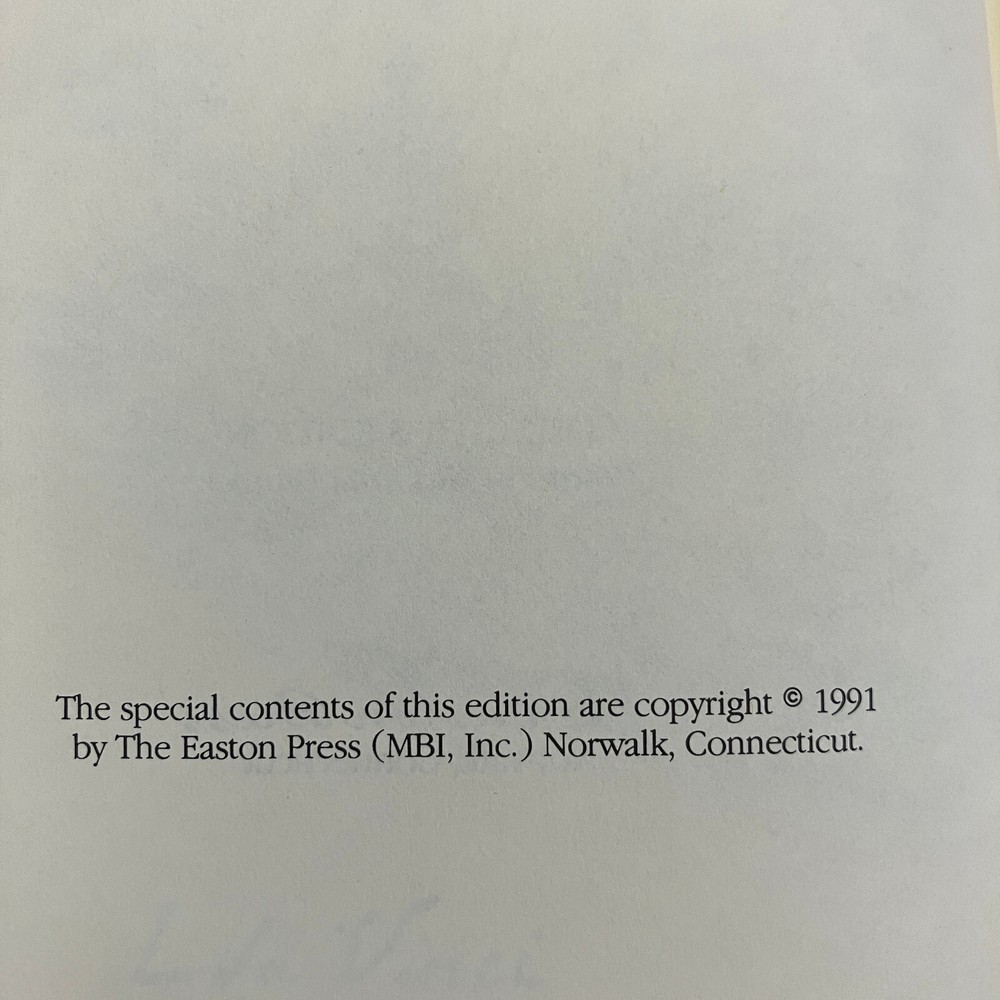 The special contents of this edition are copyright © 1991
by The Easton Press (MBI, Inc.) Norwalk, Connecticut.